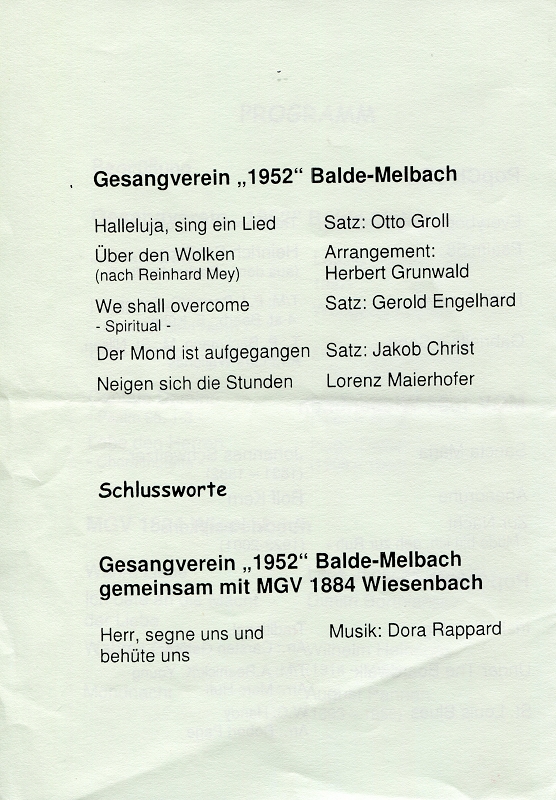 Gesangverein „1952“ Balde-Melbach
Halleluja, sing ein Lied Satz: Otto Groll
Über den Wolken Arrangement:
(nach Reinhard Mey) Herbert Grunwald
We shall overcome Satz: Gerold Engelhard
- Spiritual -
Der Mond ist aufgegangen Satz: Jakob Christ
Neigen sich die Stunden Lorenz Maierhofer
Schlussworte
Gesangverein „1952“ Balde-Melbach
gemeinsam mit MGV 1884 Wiesenbach
Herr, segne uns und Musik: Dora Rappard
behüte uns
PROGRAMM